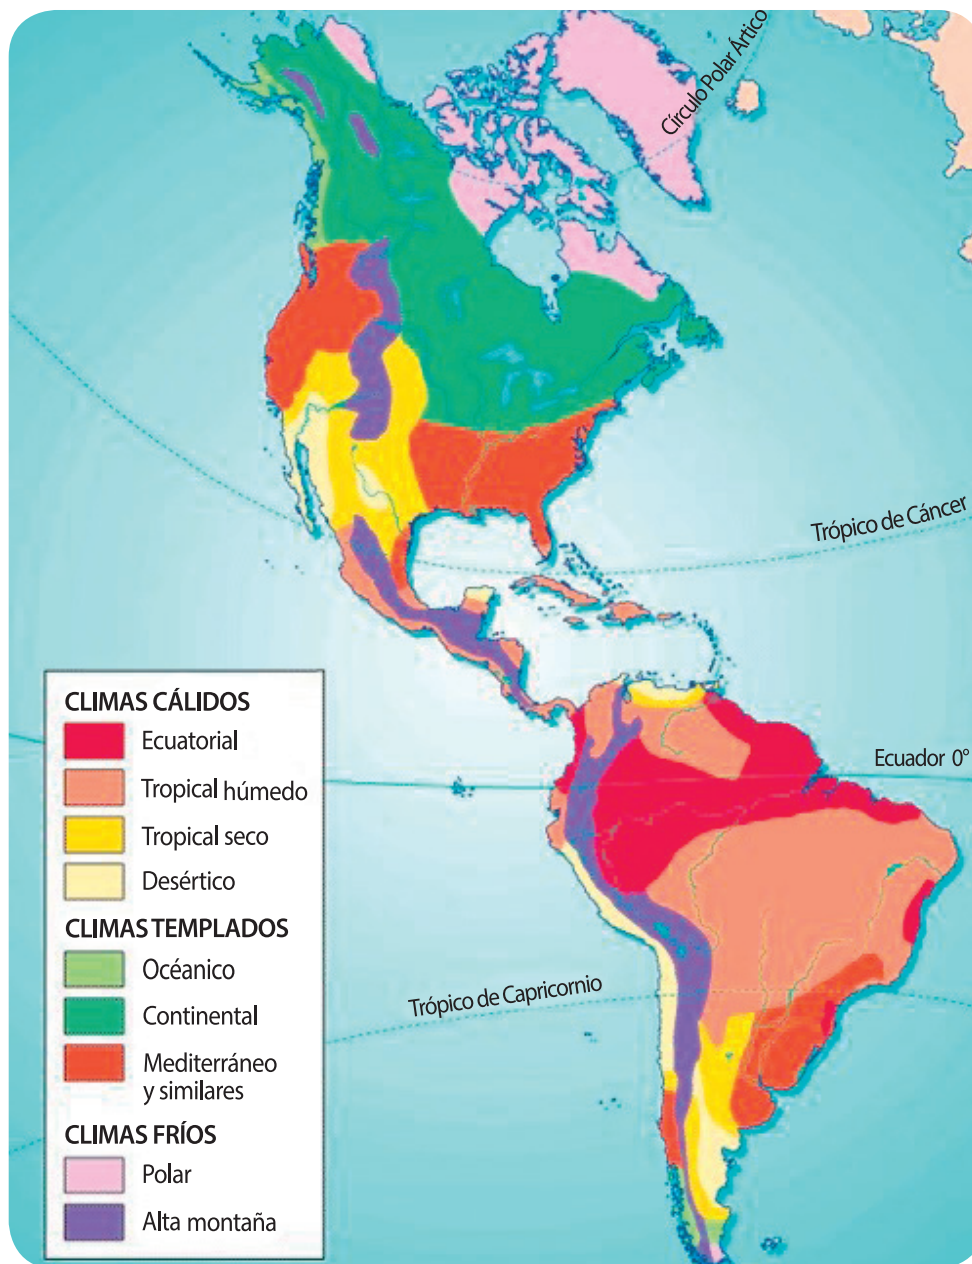 Círculo Polar Ártico
Trópico de Cáncer
Ecuador 0°
Trópico de Capricornio
CLIMAS CÁLIDOS
Ecuatorial
Tropical húmedo
Tropical seco
Desértico
CLIMAS TEMPLADOS
Océanico
Continental
Mediterráneo
y similares
CLIMAS FRÍOS
Polar
Alta montaña